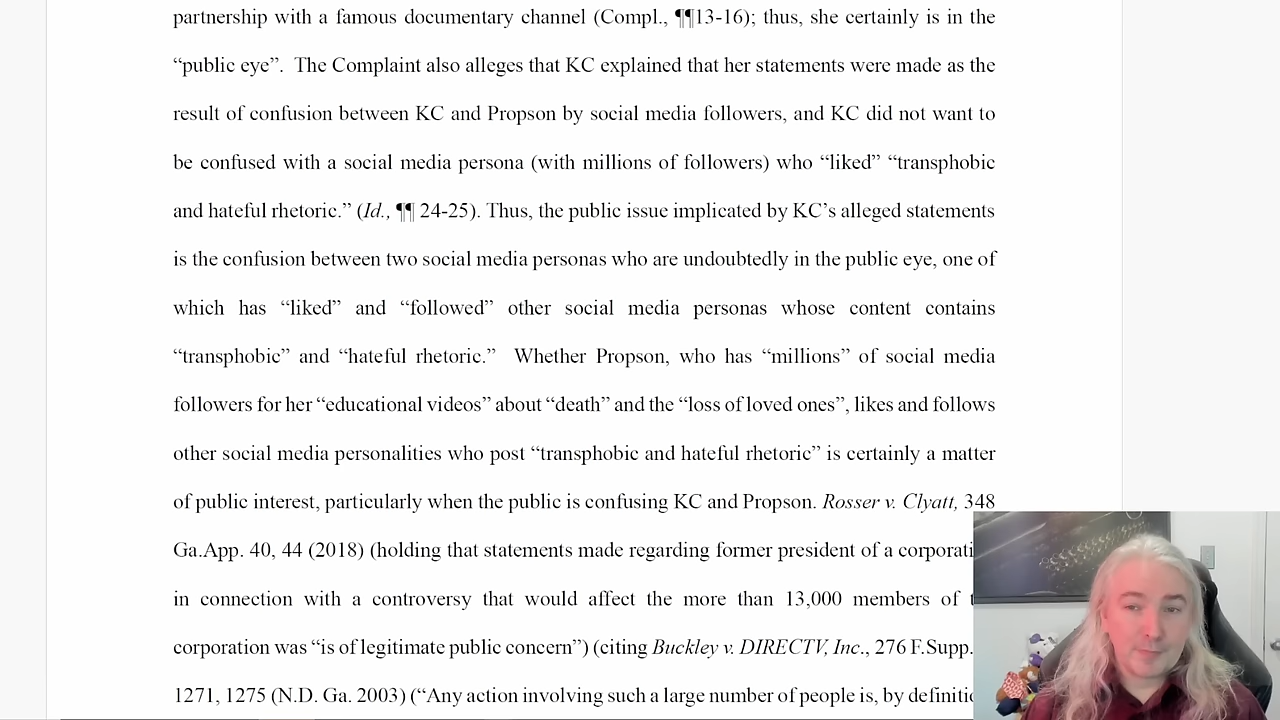 partnership with a famous documentary channel (Compl., ¶¶13-16); thus, she certainly is in the
“public eye”.  The Complaint also alleges that KC explained that her statements were made as the
result of confusion between KC and Propson by social media followers, and KC did not want to
be confused with a social media persona (with millions of followers) who “liked” “transphobic
and hateful rhetoric.” (Id., ¶¶ 24-25). Thus, the public issue implicated by KC’s alleged statements
is the confusion between two social media personas who are undoubtedly in the public eye, one of
which has “liked” and “followed” other social media personas whose content contains
“transphobic” and “hateful rhetoric.”  Whether Propson, who has “millions” of social media
followers for her “educational videos” about “death” and the “loss of loved ones”, likes and follows
other social media personalities who post “transphobic and hateful rhetoric” is certainly a matter
of public interest, particularly when the public is confusing KC and Propson. Rosser v. Clyatt, 348
Ga.App. 40, 44 (2018) (holding that statements made regarding former president of a
in connection with a controversy that would affect the more than 13,000 members of
corporation was “is of legitimate public concern”) (citing Buckley v. DIRECTV, Inc., 276 F.Supp.
1271, 1275 (N.D. Ga. 2003) (“Any action involving such a large number of people is, by